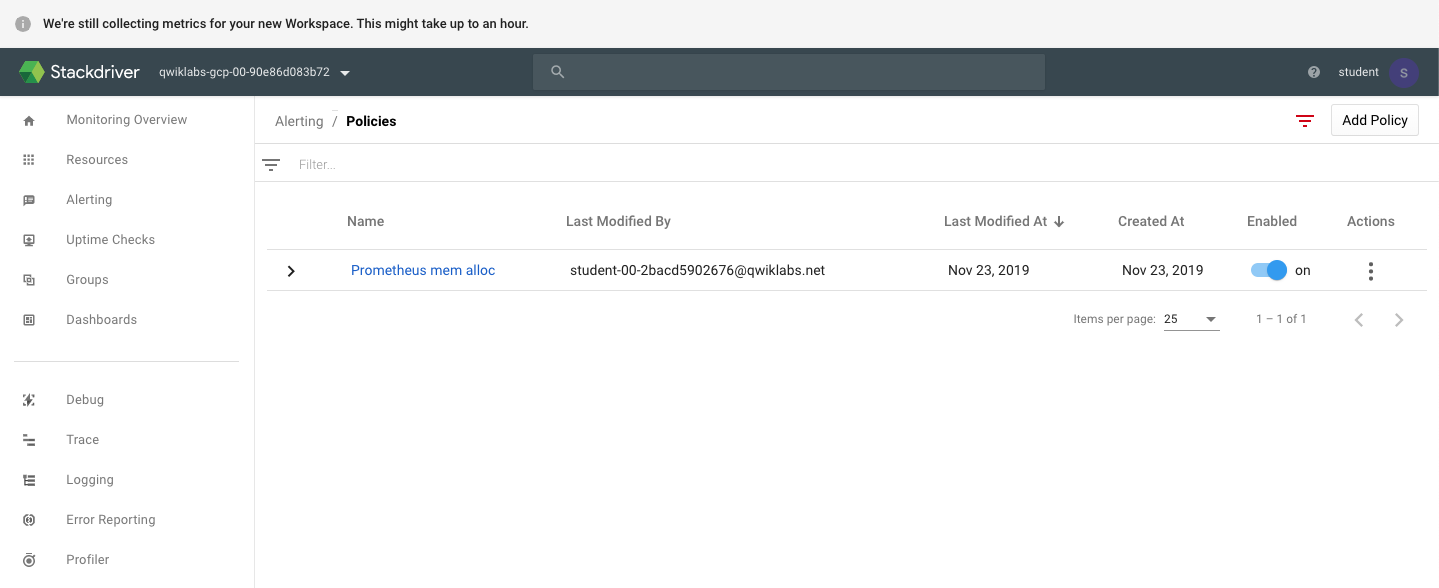 We're still collecting metrics for your new Workspace. This might take up to an hour.
Stackdriver qwiklabs-gcp-00-90e86d083b72 student S
Monitoring Overview
Resources
Alerting
Uptime Checks
Groups
Dashboards
Debug
Trace
Logging
Error Reporting
Profiler
Alerting / Policies Add Policy
Filter...
Name Last Modified By Last Modified At Created At Enabled Actions
Prometheus mem alloc student-00-2bacd5902676@qwiklabs.net Nov 23, 2019 Nov 23, 2019 on
Items per page: 25 1 – 1 of 1